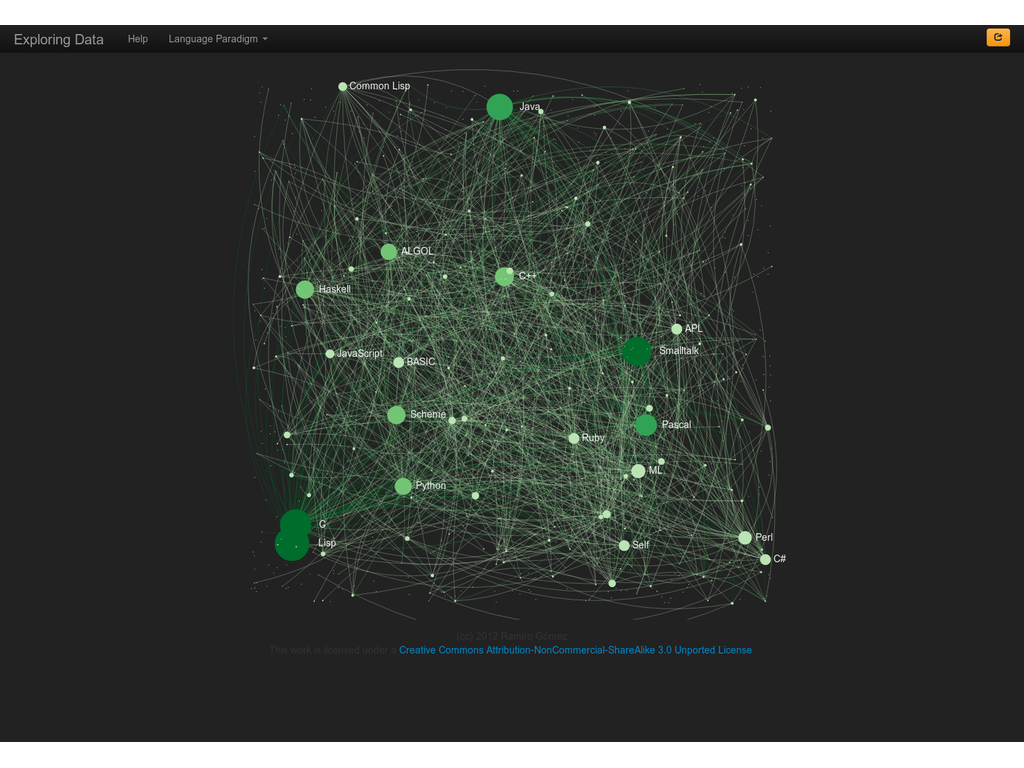 Exploring Data Help Language Paradigm
Common Lisp
Java
ALGOL
C++
Haskell
APL
Smalltalk
JavaScript
BASIC
Scheme
Pascal
Ruby
ML
Python
C
Perl
Lisp
Self
C#
(cc) 2012 Ramiro Gómez
This work is licensed under a Creative Commons Attribution-NonCommercial-ShareAlike 3.0 Unported License